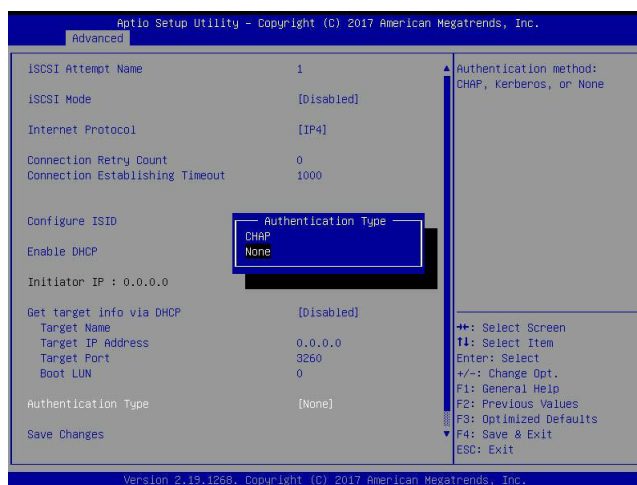 Aptio Setup Utility – Copyright (C) 2017 American Megatrends, Inc.
Advanced
iSCSI Attempt Name 1
iSCSI Mode [Disabled]
Internet Protocol [IP4]
Connection Retry Count 0
Connection Establishing Timeout 1000
Configure ISID
Enable DHCP
Initiator IP : 0.0.0.0
Get target info via DHCP [Disabled]
Target Name
Target IP Address 0.0.0.0
Target Port 3260
Boot LUN 0
Authentication Type [None]
Save Changes
Authentication Type
CHAP
None
Authentication method:
CHAP, Kerberos, or None
→←: Select Screen
↑↓: Select Item
Enter: Select
+/-: Change Opt.
F1: General Help
F2: Previous Values
F3: Optimized Defaults
F4: Save & Exit
ESC: Exit
Version 2.19.1268. Copyright (C) 2017 American Megatrends, Inc.